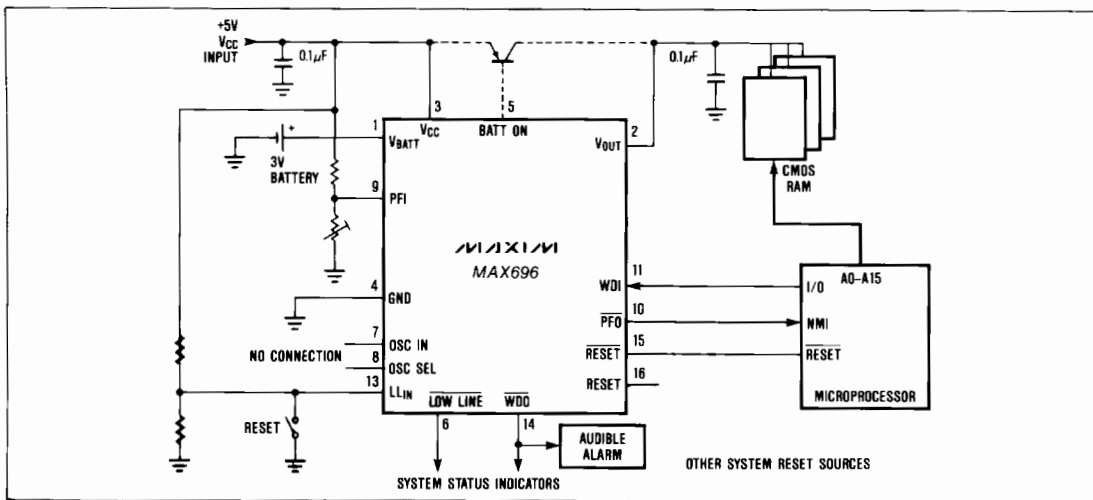 +5V
VCC
INPUT
0.1μF
0.1μF
3
5
1
VCC
BATT ON
2
VBATT
VOUT
3V
BATTERY
+
CMOS
RAM
9
PFI
MAXIM
MAX696
11
A0-A15
WDI
I/O
4
GND
10
PFO
NMI
7
OSC IN
15
RESET
RESET
NO CONNECTION
8
OSC SEL
16
RESET
13
LLIN
MICROPROCESSOR
LOW LINE
WDO
RESET
6
14
AUDIBLE
ALARM
OTHER SYSTEM RESET SOURCES
SYSTEM STATUS INDICATORS